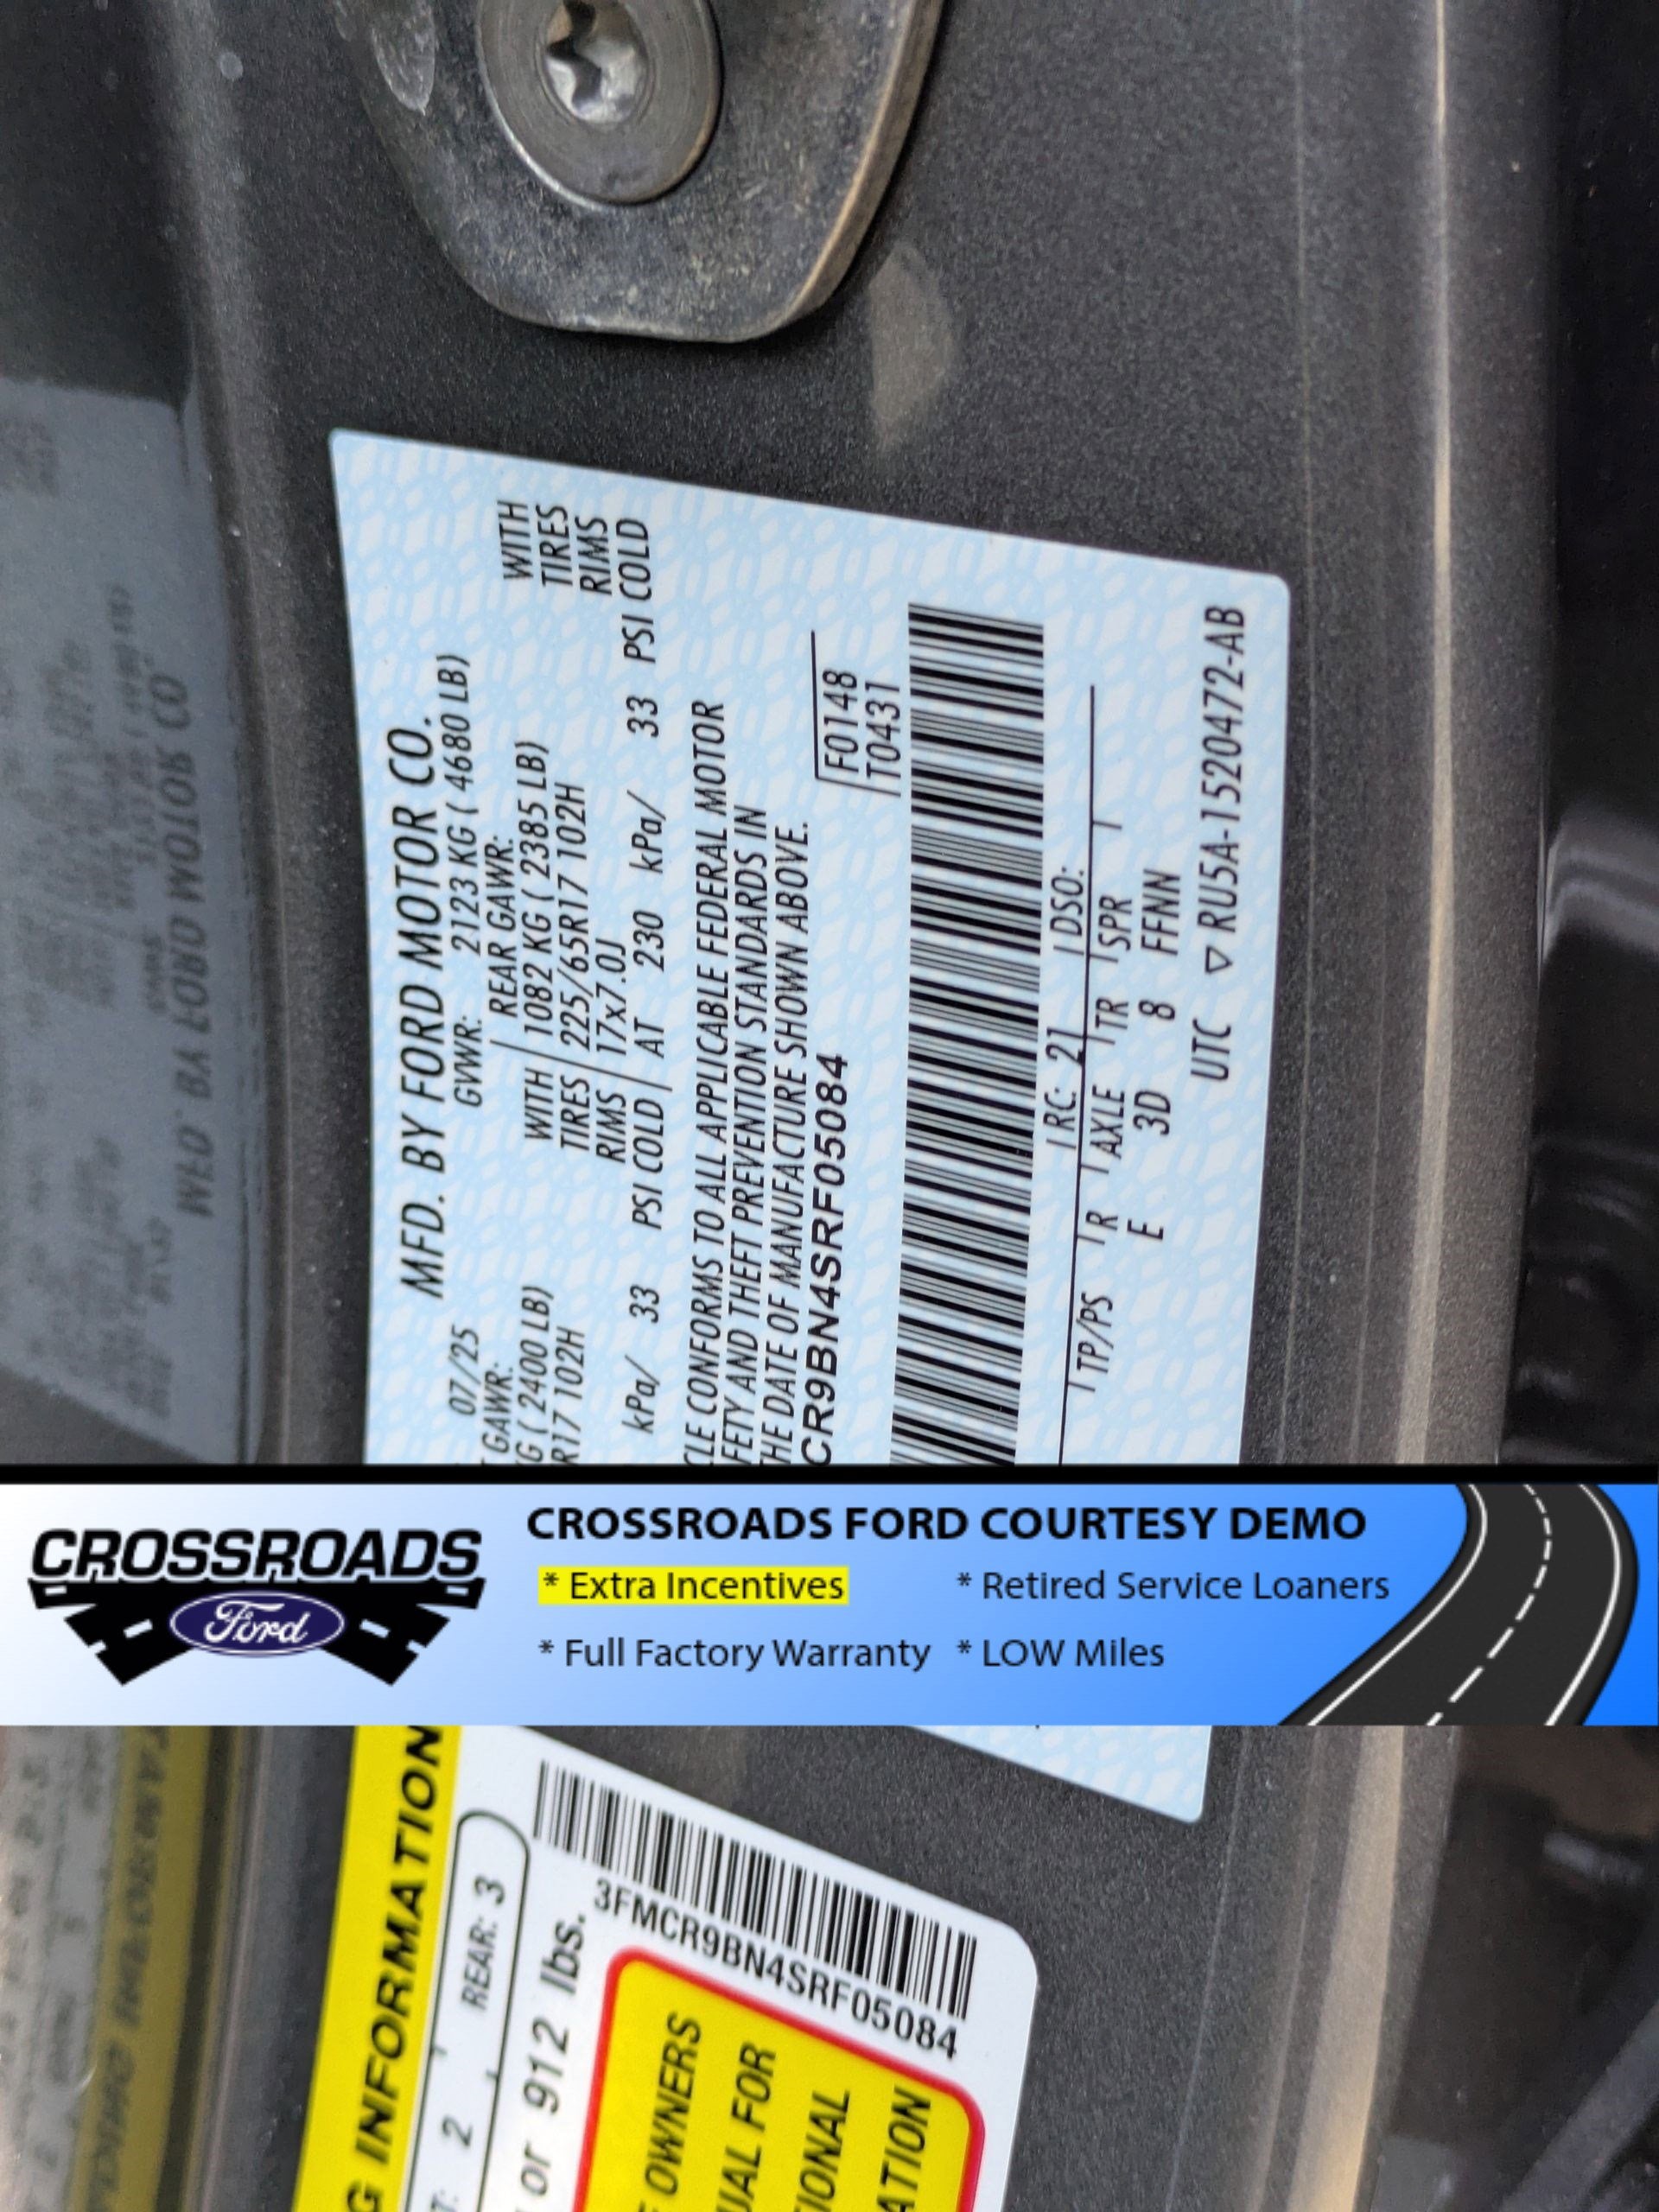 MFD. BY FORD MOTOR CO.
07/25 GWVR: 2123 KG ( 4680 LB)
GAWR: REAR GAWR:
G ( 2400 LB) WITH 1082 KG ( 2385 LB) WITH
R17 102H TIRES 225/65R17 102H TIRES
RIMS 17x7.0J RIMS
kPa/ 33 PSI COLD AT 230 kPa/ 33 PSI COLD
CLE CONFORMS TO ALL APPLICABLE FEDERAL MOTOR
FETY AND THEFT PREVENTION STANDARDS IN
HE DATE OF MANUFACTURE SHOWN ABOVE.
CR9BN4SRF05084
F0148
T0431
RC: 21 DSO:
TP/PS R AXLE TR SPR
E 3D 8 FFNN
UTC ▽ RU5A-1520472-AB
CROSSROADS
Ford
CROSSROADS FORD COURTESY DEMO
* Extra Incentives * Retired Service Loaners
* Full Factory Warranty * LOW Miles
G INFORMATION
T: 2 REAR: 3
or 912 lbs.
3FMCR9BN4SRF05084
OWNERS
UAL FOR
IONAL
ATION